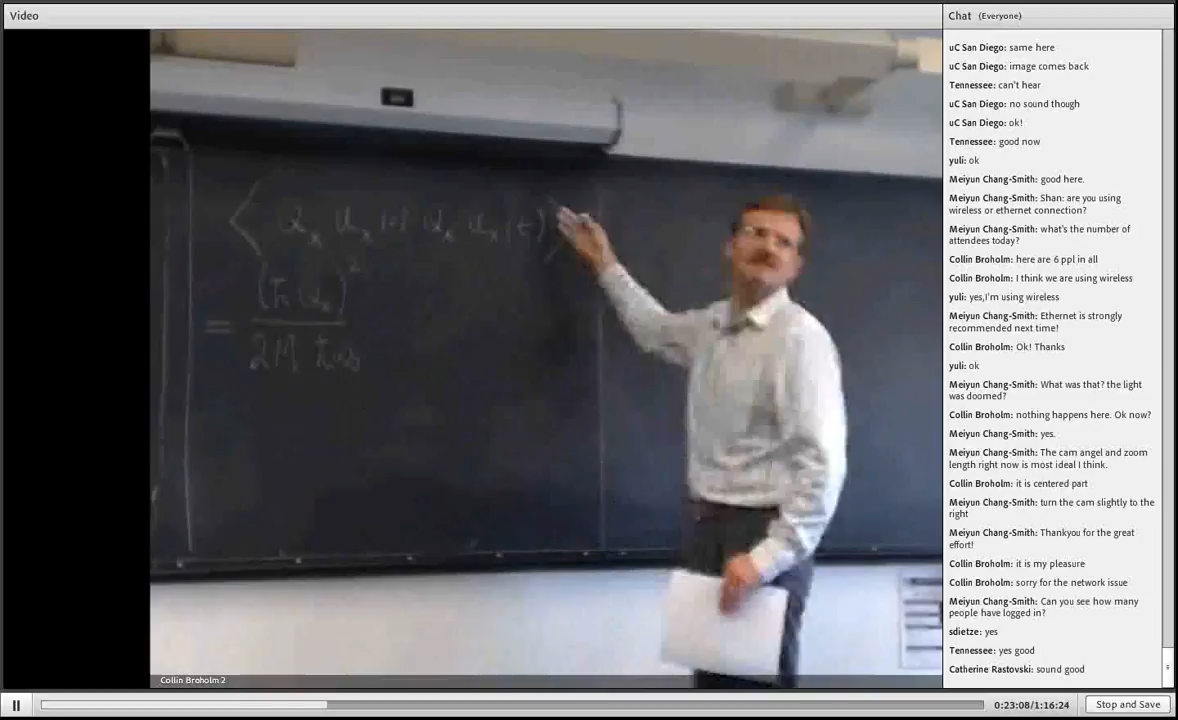 Video
Chat (Everyone)
uC San Diego: same here
uC San Diego: image comes back
Tennessee: can't hear
uC San Diego: no sound though
uC San Diego: ok!
Tennessee: good now
yuli: ok
Meiyun Chang-Smith: good here.
Meiyun Chang-Smith: Shan: are you using
wireless or ethernet connection?
Meiyun Chang-Smith: what's the number of
attendees today?
Collin Broholm: here are 6 ppl in all
Collin Broholm: I think we are using wireless
yuli: yes,I'm using wireless
Meiyun Chang-Smith: Ethernet is strongly
recommended next time!
Collin Broholm: Ok! Thanks
yuli: ok
Meiyun Chang-Smith: What was that? the light
was doomed?
Collin Broholm: nothing happens here. Ok now?
Meiyun Chang-Smith: yes.
Meiyun Chang-Smith: The cam angel and zoom
length right now is most ideal I think.
Collin Broholm: it is centered part
Meiyun Chang-Smith: turn the cam slightly to the
right
Meiyun Chang-Smith: Thankyou for the great
effort!
Collin Broholm: it is my pleasure
Collin Broholm: sorry for the network issue
Meiyun Chang-Smith: Can you see how many
people have logged in?
sdietze: yes
Tennessee: yes good
Catherine Rastovski: sound good
(ħQx)²
=
2M ħω
Collin Broholm 2
0:23:08/1:16:24
Stop and Save